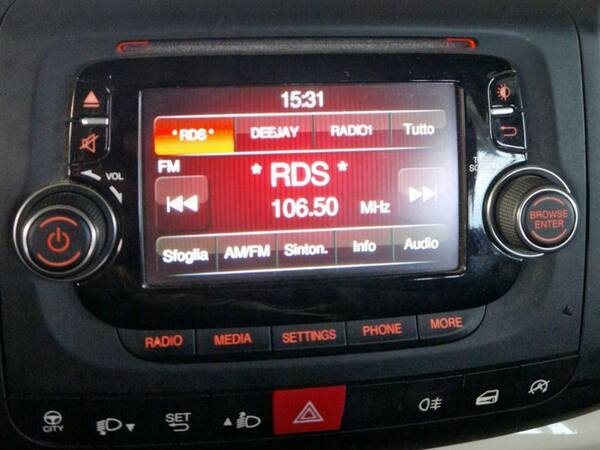 15:31
* RDS * DEEJAY RADIO1 Tutto
VOL
FM
* RDS *
106.50 MHz
BROWSE
ENTER
Sfoglia AM/FM Sinton. Info Audio
RADIO MEDIA SETTINGS PHONE MORE
CITY
SET